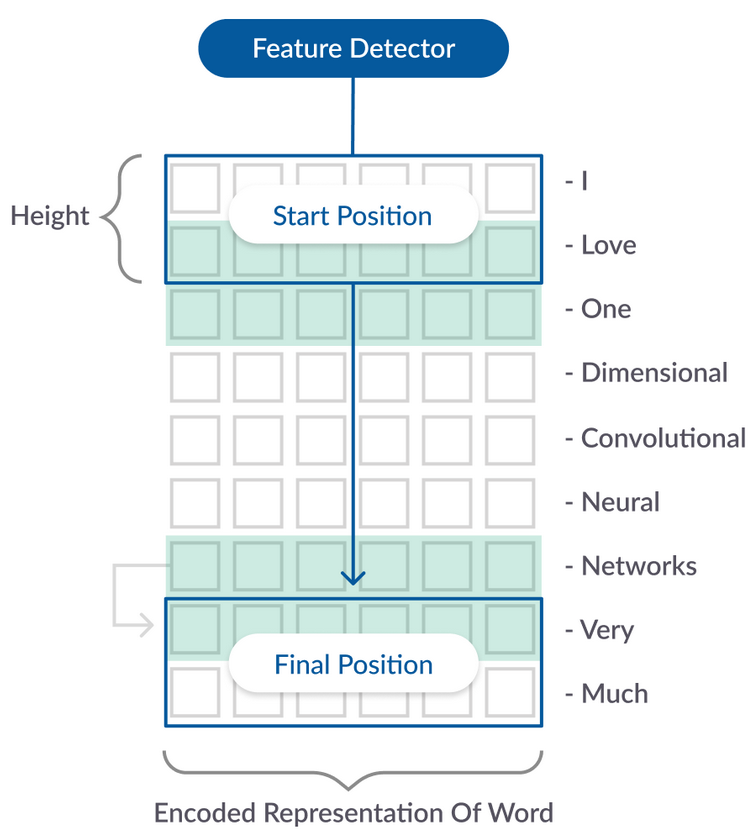 Feature Detector
Height
Start Position
- I
- Love
- One
- Dimensional
- Convolutional
- Neural
- Networks
- Very
Final Position
- Much
Encoded Representation Of Word